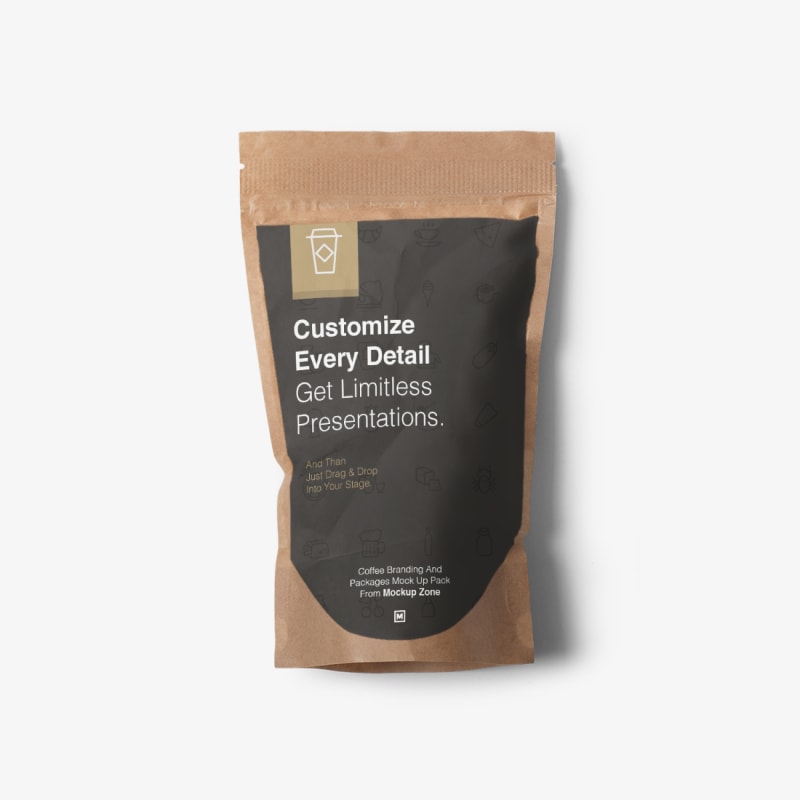 Customize
Every Detail
Get Limitless
Presentations.
And Than
Just Drag & Drop
Into Your Stage.
Coffee Branding And
Packages Mock Up Pack
From Mockup Zone
M